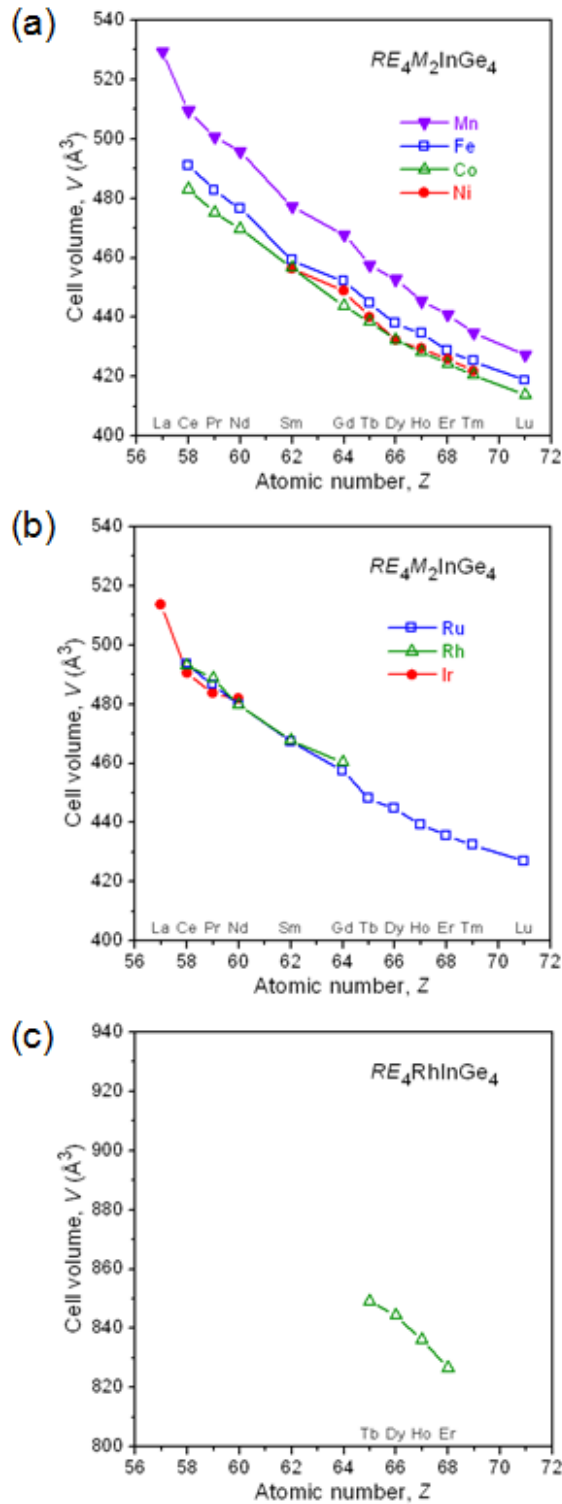 (a)
RE₄M₂InGe₄
Mn
Fe
Co
Ni
Cell volume, V (Å³)
540
520
500
480
460
440
420
400
La Ce Pr Nd Sm Gd Tb Dy Ho Er Tm Lu
56 58 60 62 64 66 68 70 72
Atomic number, Z
(b)
RE₄M₂InGe₄
Ru
Rh
Ir
Cell volume, V (Å³)
540
520
500
480
460
440
420
400
La Ce Pr Nd Sm Gd Tb Dy Ho Er Tm Lu
56 58 60 62 64 66 68 70 72
Atomic number, Z
(c)
RE₄RhInGe₄
Cell volume, V (Å³)
940
920
900
880
860
840
820
800
Tb Dy Ho Er
56 58 60 62 64 66 68 70 72
Atomic number, Z